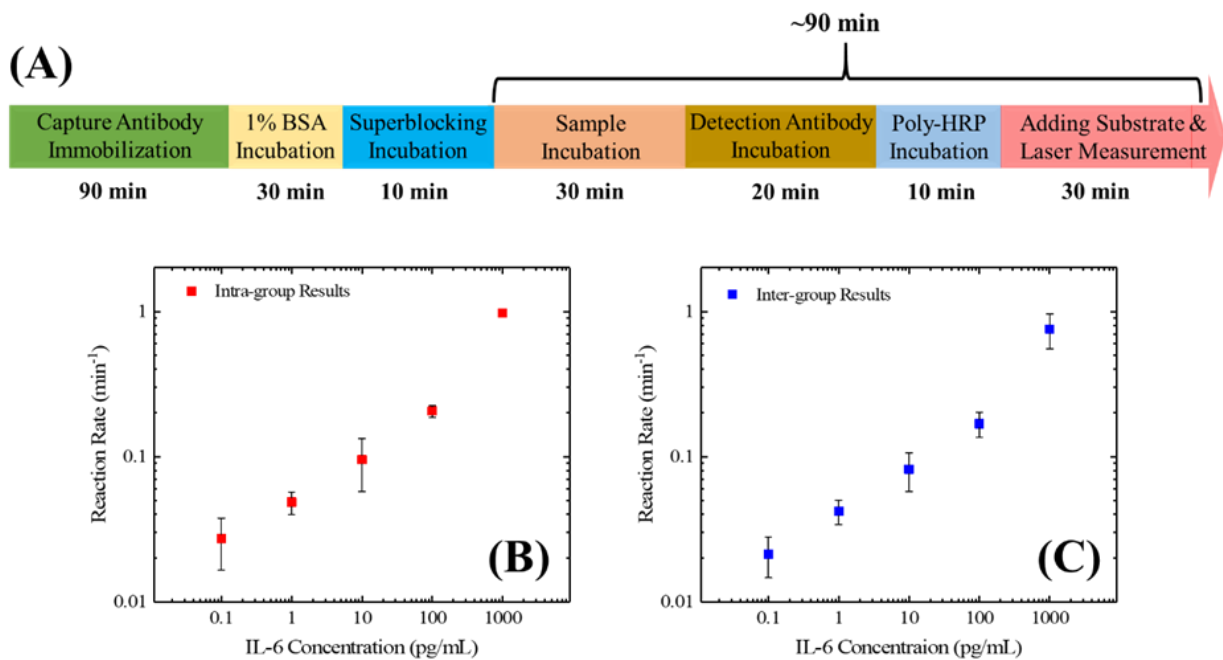 ~90 min
(A)
Capture Antibody
Immobilization
1% BSA
Incubation
Superblocking
Incubation
Sample
Incubation
Detection Antibody
Incubation
Poly-HRP
Incubation
Adding Substrate &
Laser Measurement
90 min
30 min
10 min
30 min
20 min
10 min
30 min
Intra-group Results
1
0.1
0.01
Reaction Rate (min⁻¹)
(B)
0.1
1
10
100
1000
IL-6 Concentration (pg/mL)
Inter-group Results
1
0.1
0.01
Reaction Rate (min⁻¹)
(C)
0.1
1
10
100
1000
IL-6 Concentraion (pg/mL)